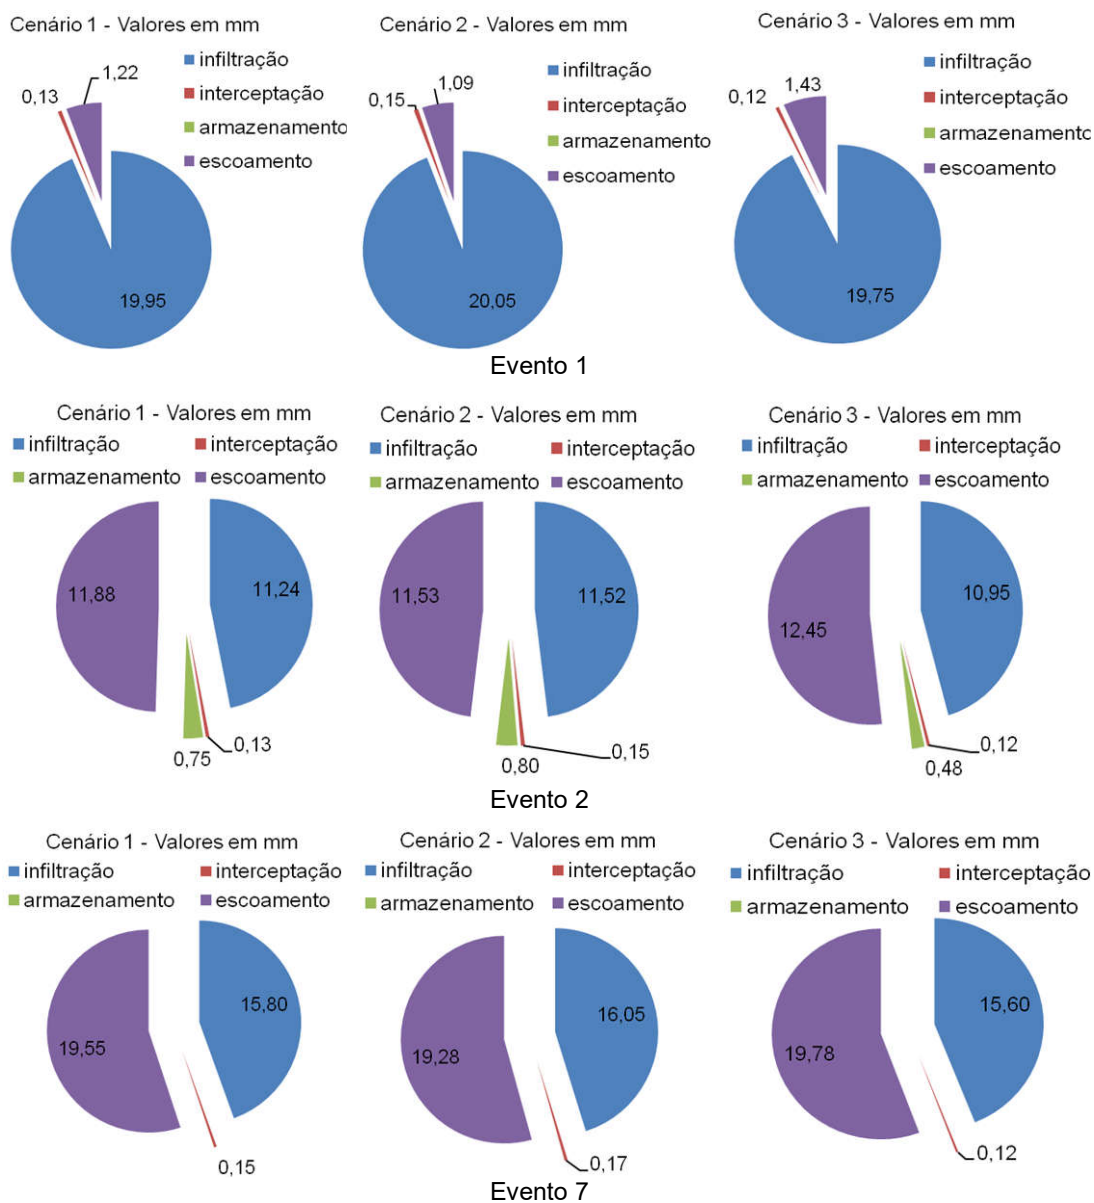 Cenário 1 - Valores em mm
infiltração
interceptação
armazenamento
escoamento
0,13
1,22
19,95
Cenário 2 - Valores em mm
infiltração
interceptação
armazenamento
escoamento
0,15
1,09
20,05
Cenário 3 - Valores em mm
infiltração
interceptação
armazenamentc
escoamento
0,12
1,43
19,75
Evento 1
Cenário 1 - Valores em mm
infiltração interceptação
armazenamento escoamento
11,88
11,24
0,75
0,13
Cenário 2 - Valores em mm
infiltração interceptação
armazenamento escoamento
11,53
11,52
0,80
0,15
Cenário 3 - Valores em mm
infiltração interceptação
armazenamento escoamento
12,45
10,95
0,48
0,12
Evento 2
Cenário 1 - Valores em mm
infiltração interceptação
armazenamento escoamento
19,55
15,80
0,15
Cenário 2 - Valores em mm
infiltração interceptação
armazenamento escoamento
19,28
16,05
0,17
Cenário 3 - Valores em mm
infiltração interceptação
armazenamento escoamento
19,78
15,60
0,12
Evento 7